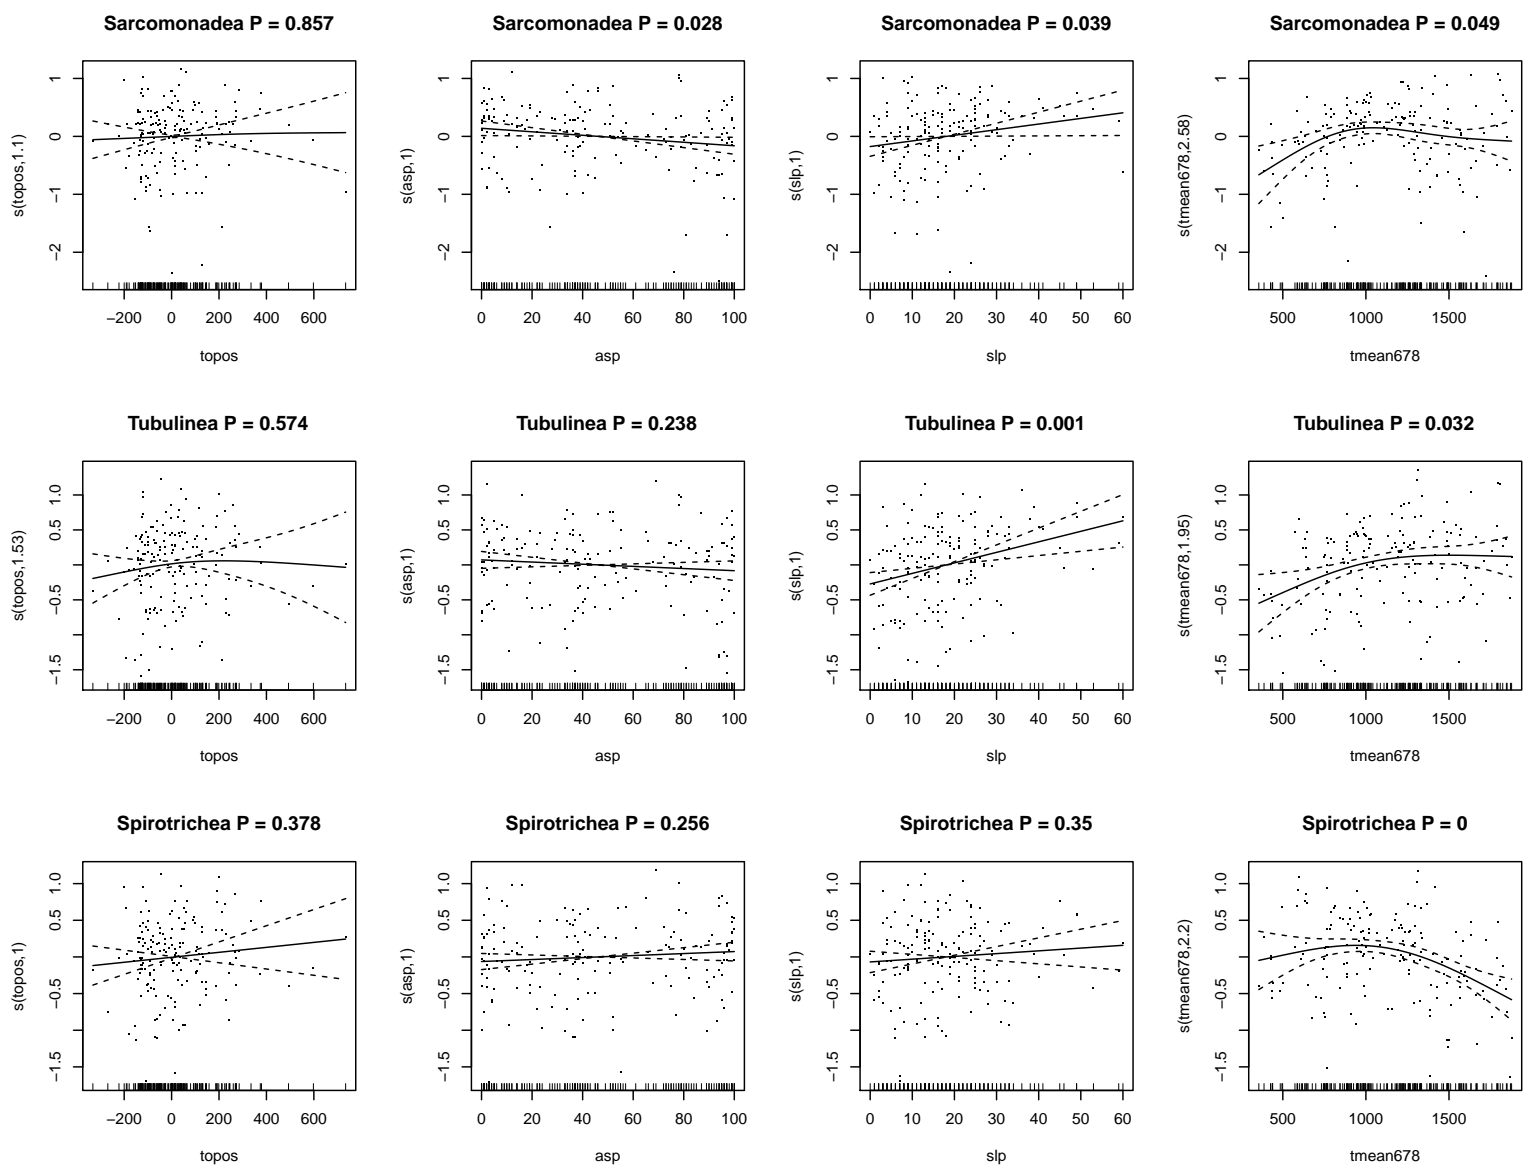 Sarcomonadea P = 0.857
s(topos,1.1)
1
0
−1
−2
−200 0 200 400 600
topos
Sarcomonadea P = 0.028
s(asp,1)
1
0
−1
−2
0 20 40 60 80 100
asp
Sarcomonadea P = 0.039
s(slp,1)
1
0
−1
−2
0 10 20 30 40 50 60
slp
Sarcomonadea P = 0.049
s(tmean678,2.58)
1
0
−1
−2
500 1000 1500
tmean678
Tubulinea P = 0.574
s(topos,1.53)
1.0
0.5
−0.5
−1.5
−200 0 200 400 600
topos
Tubulinea P = 0.238
s(asp,1)
1.0
0.5
−0.5
−1.5
0 20 40 60 80 100
asp
Tubulinea P = 0.001
s(slp,1)
1.0
0.5
−0.5
−1.5
0 10 20 30 40 50 60
slp
Tubulinea P = 0.032
s(tmean678,1.95)
1.0
0.5
−0.5
−1.5
500 1000 1500
tmean678
Spirotrichea P = 0.378
s(topos,1)
1.0
0.5
−0.5
−1.5
−200 0 200 400 600
topos
Spirotrichea P = 0.256
s(asp,1)
1.0
0.5
−0.5
−1.5
0 20 40 60 80 100
asp
Spirotrichea P = 0.35
s(slp,1)
1.0
0.5
−0.5
−1.5
0 10 20 30 40 50 60
slp
Spirotrichea P = 0
s(tmean678,2.2)
1.0
0.5
−0.5
−1.5
500 1000 1500
tmean678